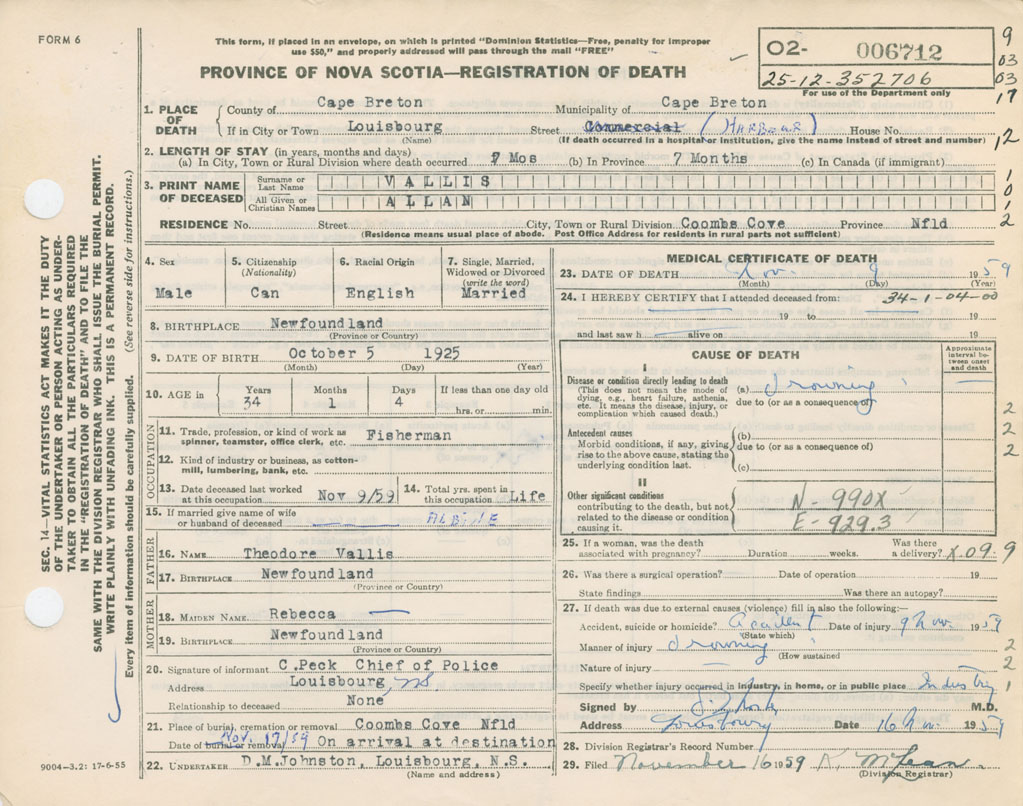 FORM 6
This form, if placed in an envelope, on which is printed "Dominion Statistics—Free, penalty for improper
use $50," and properly addressed will pass through the mail "FREE"
PROVINCE OF NOVA SCOTIA—REGISTRATION OF DEATH
02- 006712
25-12-352706
For use of the Department only
9
03
03
17
12
1
0
1
2
SEC. 14—VITAL STATISTICS ACT MAKES IT THE DUTY
OF THE UNDERTAKER OR PERSON ACTING AS UNDER-
TAKER TO OBTAIN ALL THE PARTICULARS REQUIRED
IN THE "REGISTRATION OF DEATH" AND TO FILE THE
SAME WITH THE DIVISION REGISTRAR WHO SHALL ISSUE THE BURIAL PERMIT.
WRITE PLAINLY WITH UNFADING INK. THIS IS A PERMANENT RECORD.
Every item of information should be carefully supplied. (See reverse side for instructions.)
1. PLACE OF DEATH
County of Cape Breton Municipality of Cape Breton
If in City or Town Louisbourg Street Commercial (HARBOUR) House No.
(Name) (If death occurred in a hospital or institution, give the name instead of street and number)
2. LENGTH OF STAY (in years, months and days)
(a) In City, Town or Rural Division where death occurred 7 Mos (b) In Province 7 Months (c) In Canada (if immigrant)
3. PRINT NAME OF DECEASED
Surname or Last Name VALLIS
All Given or Christian Names ALLAN
RESIDENCE No. Street City, Town or Rural Division Coombs Cove Province Nfld
(Residence means usual place of abode. Post Office Address for residents in rural parts not sufficient)
4. Sex
Male
5. Citizenship
(Nationality)
Can
6. Racial Origin
English
7. Single, Married,
Widowed or Divorced
(write the word)
Married
8. BIRTHPLACE Newfoundland
(Province or Country)
9. DATE OF BIRTH October 5 1925
(Month) (Day) (Year)
10. AGE in
Years Months Days If less than one day old
34 1 4 hrs. or min.
OCCUPATION
11. Trade, profession, or kind of work as
spinner, teamster, office clerk, etc. Fisherman
12. Kind of industry or business, as cotton-
mill, lumbering, bank, etc.
13. Date deceased last worked
at this occupation Nov 9/59
14. Total yrs. spent in
this occupation Life
15. If married give name of wife
or husband of deceased
FATHER
16. NAME Theodore Vallis
17. BIRTHPLACE Newfoundland
(Province or Country)
MOTHER
18. MAIDEN NAME Rebecca
19. BIRTHPLACE Newfoundland
(Province or Country)
20. Signature of informant C.Peck Chief of Police
Address Louisbourg, N.S.
Relationship to deceased None
21. Place of burial, cremation or removal Coombs Cove Nfld
Date of burial or removal Nov. 17/59 On arrival at destination
22. UNDERTAKER D.M.Johnston, Louisbourg, N.S.
(Name and address)
9004-3.2: 17-6-55
MEDICAL CERTIFICATE OF DEATH
23. DATE OF DEATH Nov. 9 1959
(Month) (Day) (Year)
24. I HEREBY CERTIFY that I attended deceased from: 34-1-04-00
19 to 19
and last saw h alive on 19
CAUSE OF DEATH
Approximate
interval be-
tween onset
and death
I
Disease or condition directly leading to death
(This does not mean the mode of
dying, e.g., heart failure, asthenia,
etc. It means the disease, injury, or
complication which caused death.)
(a) drowning
due to (or as a consequence of)
Antecedent causes
Morbid conditions, if any, giving
rise to the above cause, stating the
underlying condition last.
(b)
due to (or as a consequence of)
(c)
2
2
2
II
Other significant conditions
contributing to the death, but not
related to the disease or condition
causing it.
N-990X
E-929.3
25. If a woman, was the death Was there
associated with pregnancy? Duration weeks. a delivery? X.09.9
26. Was there a surgical operation? Date of operation 19
State findings Was there an autopsy?
27. If death was due to external causes (violence) fill in also the following:—
Accident, suicide or homicide? Accident Date of injury 9 Nov 1959
(State which)
Manner of injury drowning 2
(How sustained
Nature of injury 2
Specify whether injury occurred in industry, in home, or in public place Industry 1
Signed by M.D.
Address Louisbourg Date 16 Nov. 1959
28. Division Registrar's Record Number
29. Filed November 16 1959 K. McLean
(Division Registrar)